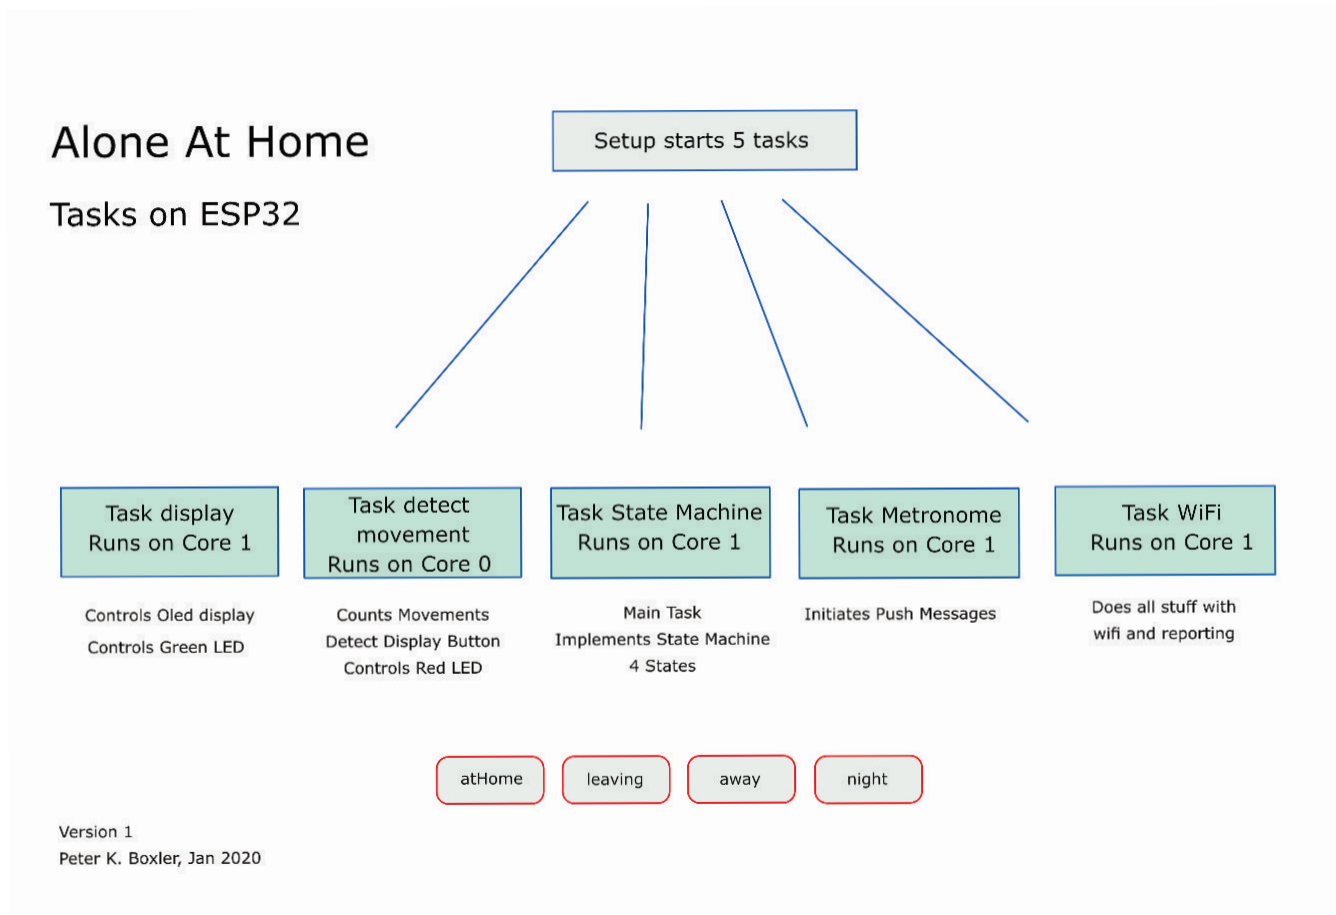 Alone At Home
Tasks on ESP32
Setup starts 5 tasks
Task display
Runs on Core 1
Controls Oled display
Controls Green LED
Task detect
movement
Runs on Core 0
Counts Movements
Detect Display Button
Controls Red LED
Task State Machine
Runs on Core 1
Main Task
Implements State Machine
4 States
Task Metronome
Runs on Core 1
Initiates Push Messages
Task WiFi
Runs on Core 1
Does all stuff with
wifi and reporting
atHome
leaving
away
night
Version 1
Peter K. Boxler, Jan 2020